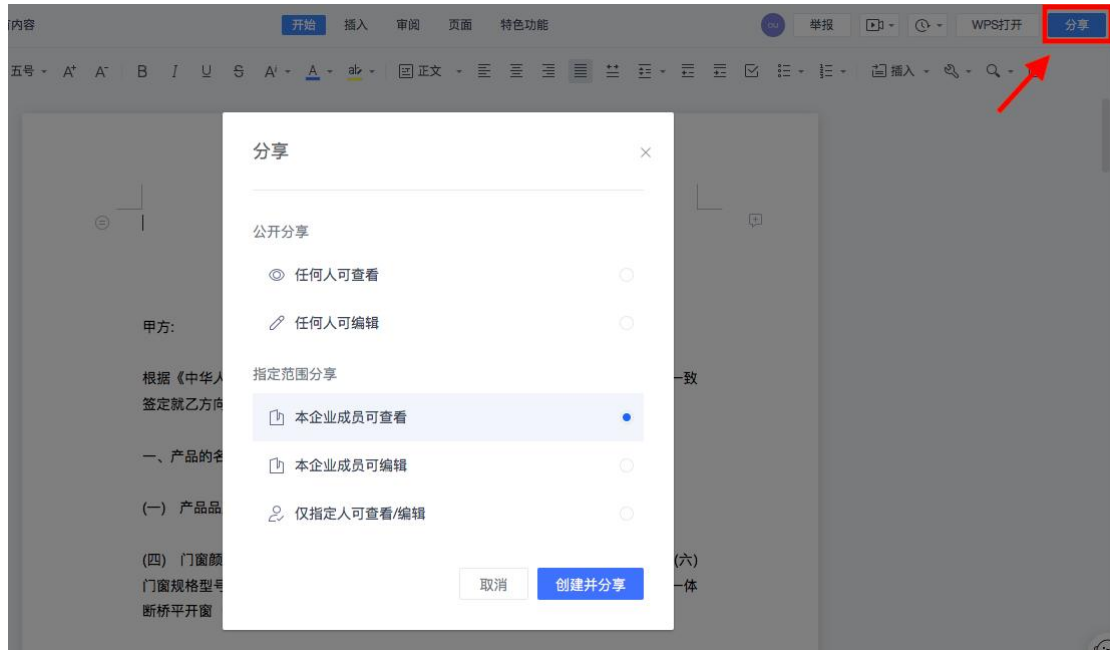 内容
开始 插入 审阅 页面 特色功能
OU 举报 WPS打开 分享
五号 A+ A- B I U S A A ab 正文 插入
分享
公开分享
任何人可查看
任何人可编辑
甲方:
指定范围分享
根据《中华人
一致
签定就乙方向
本企业成员可查看
一、产品的名
本企业成员可编辑
(一) 产品品
仅指定人可查看/编辑
(四) 门窗颜
(六)
门窗规格型号
一体
取消 创建并分享
断桥平开窗